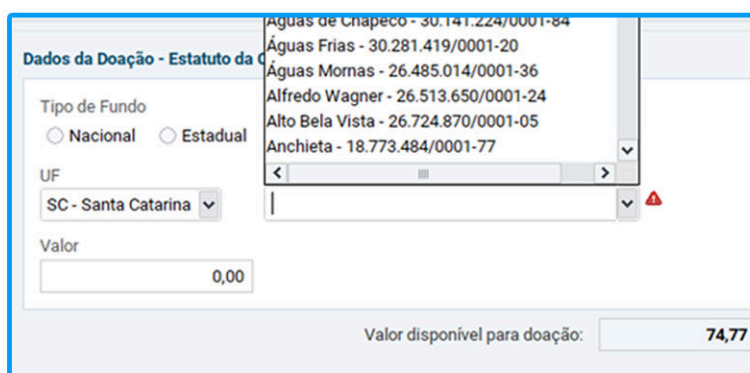 Águas de Chapecó - 30.141.224/0001-84
Águas Frias - 30.281.419/0001-20
Dados da Doação - Estatuto da
Águas Mornas - 26.485.014/0001-36
Alfredo Wagner - 26.513.650/0001-24
Tipo de Fundo
Alto Bela Vista - 26.724.870/0001-05
Nacional Estadual
Anchieta - 18.773.484/0001-77
UF
SC - Santa Catarina
Valor
0,00
Valor disponível para doação: 74,77